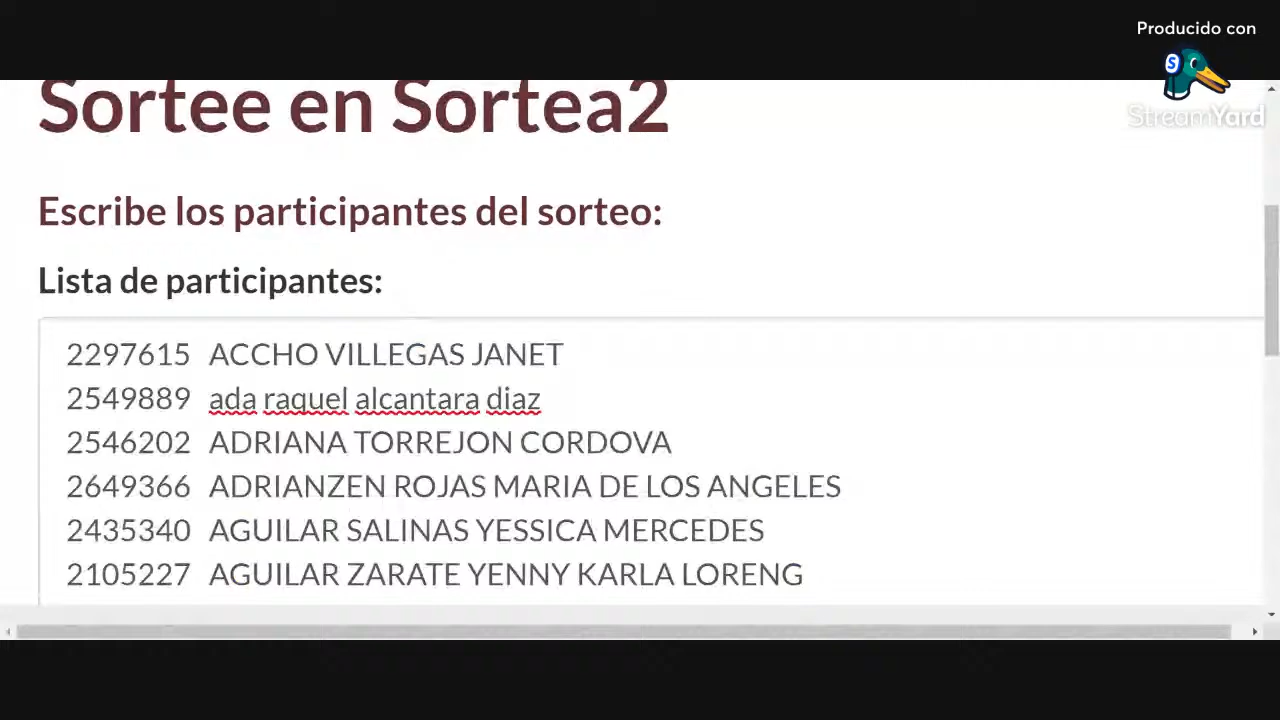 Producido con
StreamYard
Sortee en Sortea2
Escribe los participantes del sorteo:
Lista de participantes:
2297615 ACCHO VILLEGAS JANET
2549889 ada raquel alcantara diaz
2546202 ADRIANA TORREJON CORDOVA
2649366 ADRIANZEN ROJAS MARIA DE LOS ANGELES
2435340 AGUILAR SALINAS YESSICA MERCEDES
2105227 AGUILAR ZARATE YENNY KARLA LORENG